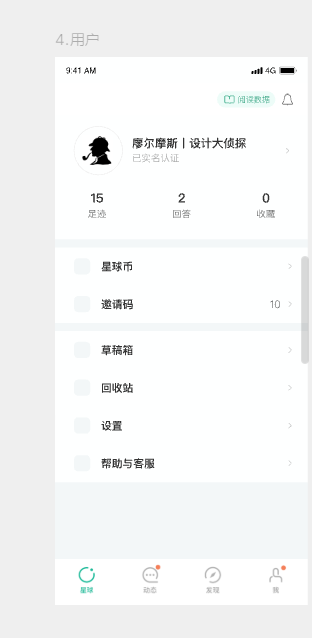 4.用户
9:41 AM
4G
阅读数据
廖尔摩斯丨设计大侦探
已实名认证
15 2 0
足迹 回答 收藏
星球币
邀请码 10
草稿箱
回收站
设置
帮助与客服
星球 动态 发现 我